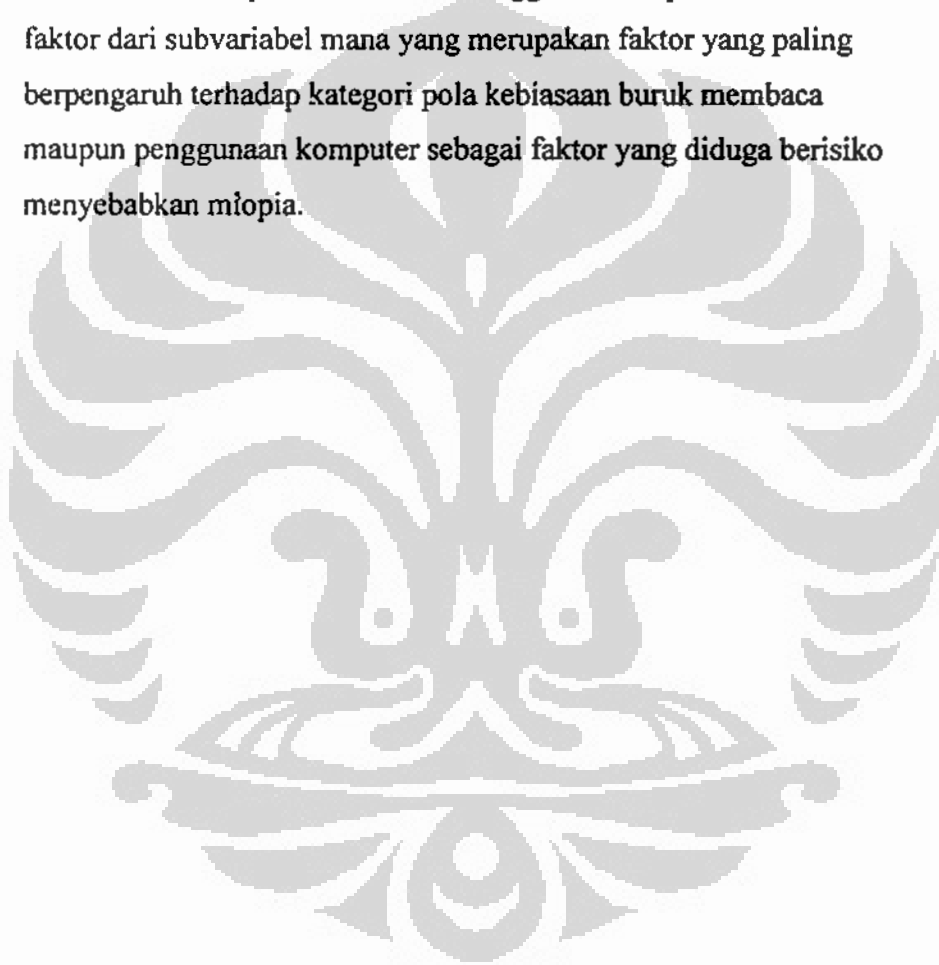 faktor dari subvariabel mana yang merupakan faktor yang paling
berpengaruh terhadap kategori pola kebiasaan buruk membaca
maupun penggunaan komputer sebagai faktor yang diduga berisiko
menyebabkan miopia.